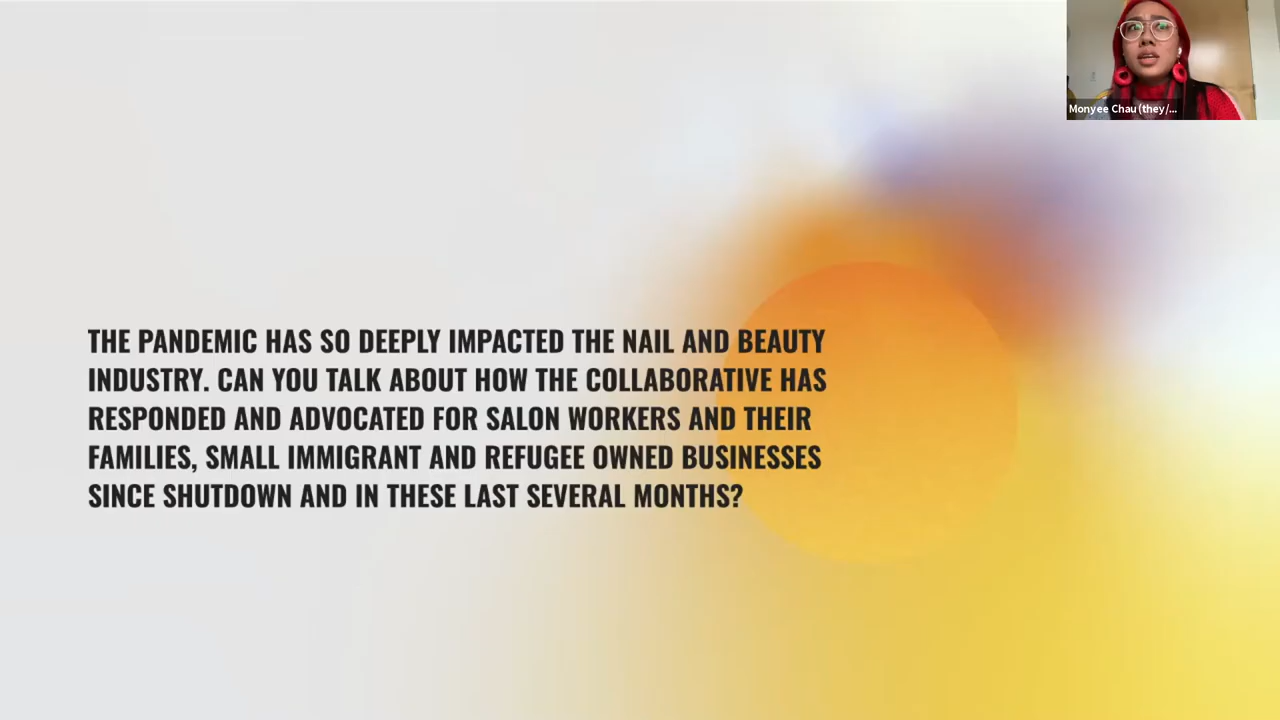 Monyee Chau (they/...
THE PANDEMIC HAS SO DEEPLY IMPACTED THE NAIL AND BEAUTY
INDUSTRY. CAN YOU TALK ABOUT HOW THE COLLABORATIVE HAS
RESPONDED AND ADVOCATED FOR SALON WORKERS AND THEIR
FAMILIES, SMALL IMMIGRANT AND REFUGEE OWNED BUSINESSES
SINCE SHUTDOWN AND IN THESE LAST SEVERAL MONTHS?